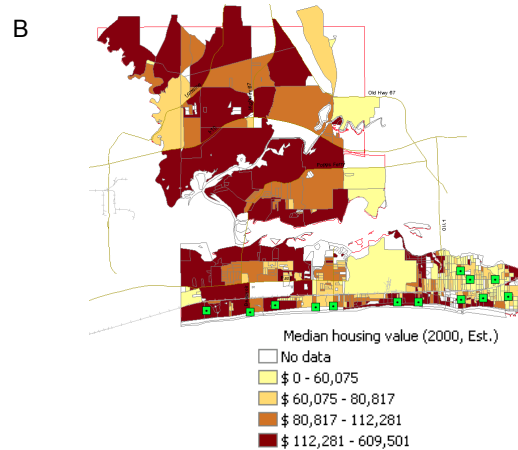 B
Old Hwy 67
Median housing value (2000, Est.)
No data
$ 0 - 60,075
$ 60,075 - 80,817
$ 80,817 - 112,281
$ 112,281 - 609,501